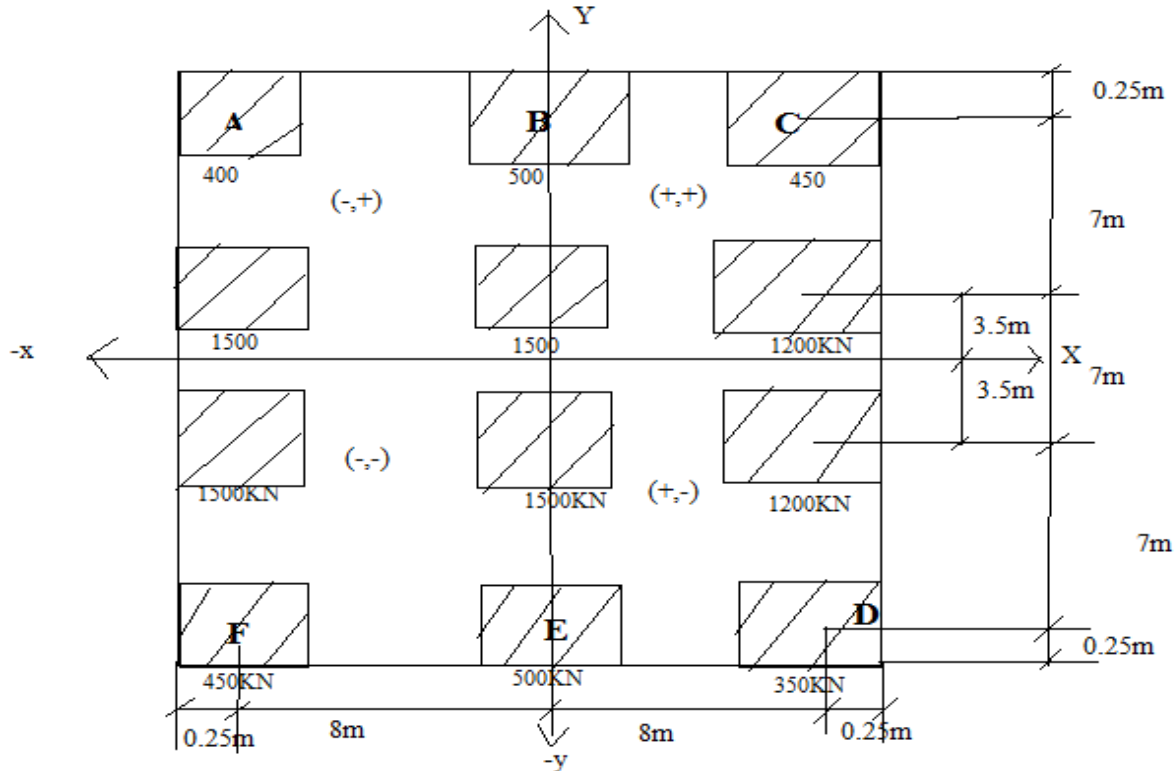 Y
0.25m
A
B
C
400
500
450
(-,+)
(+,+)
7m
1500
1500
1200KN
3.5m
-x
X
7m
3.5m
(-,-)
(+,-)
1500KN
1500KN
1200KN
7m
F
E
D
450KN
500KN
350KN
0.25m
0.25m
8m
8m
0.25m
-y